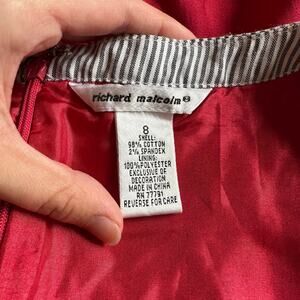 richard malcolm®
8
SHELL:
98% COTTON
2% SPANDEX
LINING:
100% POLYESTER
EXCLUSIVE OF
DECORATION
MADE IN CHINA
RN 77791
REVERSE FOR CARE